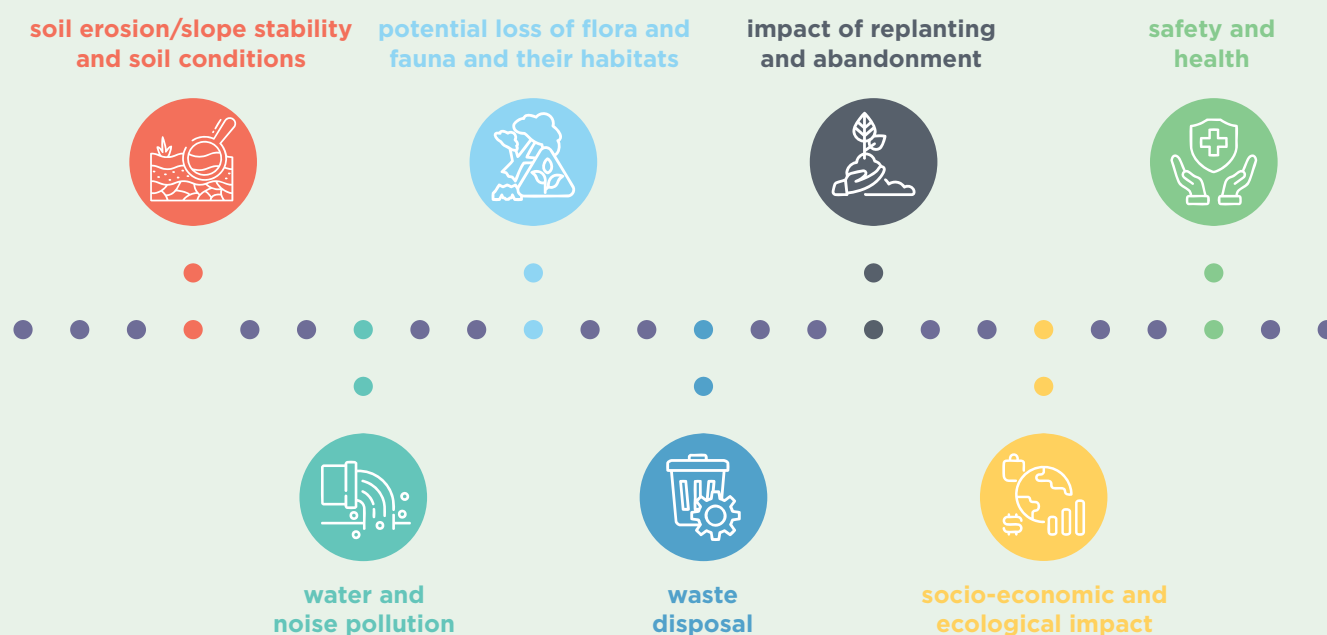 soil erosion/slope stability
and soil conditions
potential loss of flora and
fauna and their habitats
impact of replanting
and abandonment
safety and
health
water and
noise pollution
waste
disposal
socio-economic and
ecological impact